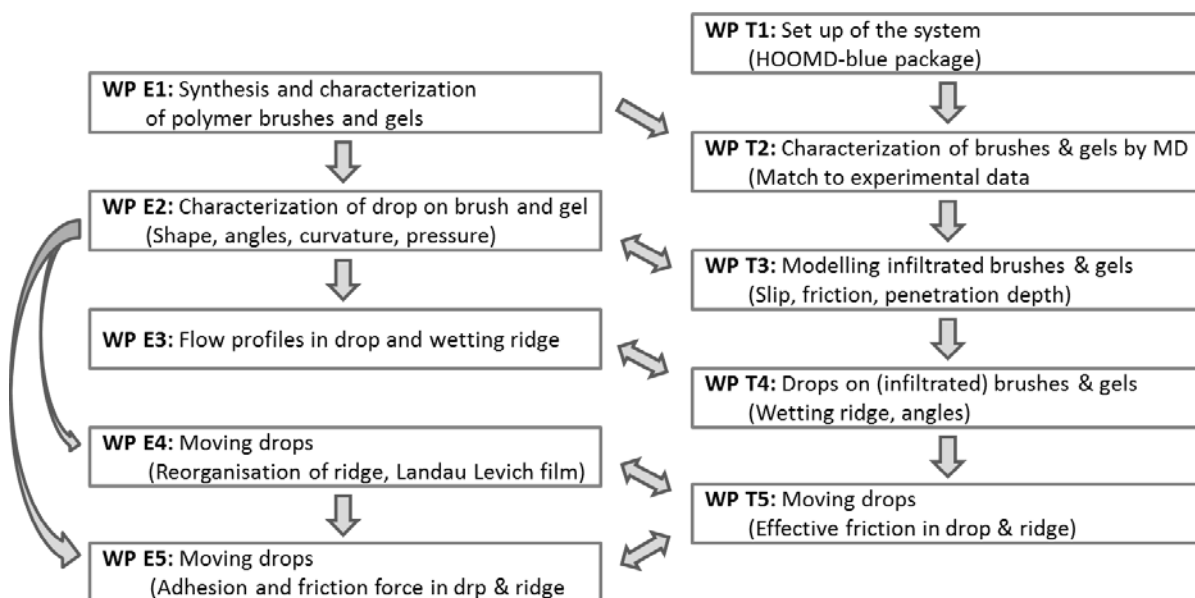 WP T1: Set up of the system
(HOOMD-blue package)
WP E1: Synthesis and characterization
of polymer brushes and gels
WP T2: Characterization of brushes & gels by MD
(Match to experimental data
WP E2: Characterization of drop on brush and gel
(Shape, angles, curvature, pressure)
WP T3: Modelling infiltrated brushes & gels
(Slip, friction, penetration depth)
WP E3: Flow profiles in drop and wetting ridge
WP T4: Drops on (infiltrated) brushes & gels
(Wetting ridge, angles)
WP E4: Moving drops
(Reorganisation of ridge, Landau Levich film)
WP T5: Moving drops
(Effective friction in drop & ridge)
WP E5: Moving drops
(Adhesion and friction force in drp & ridge